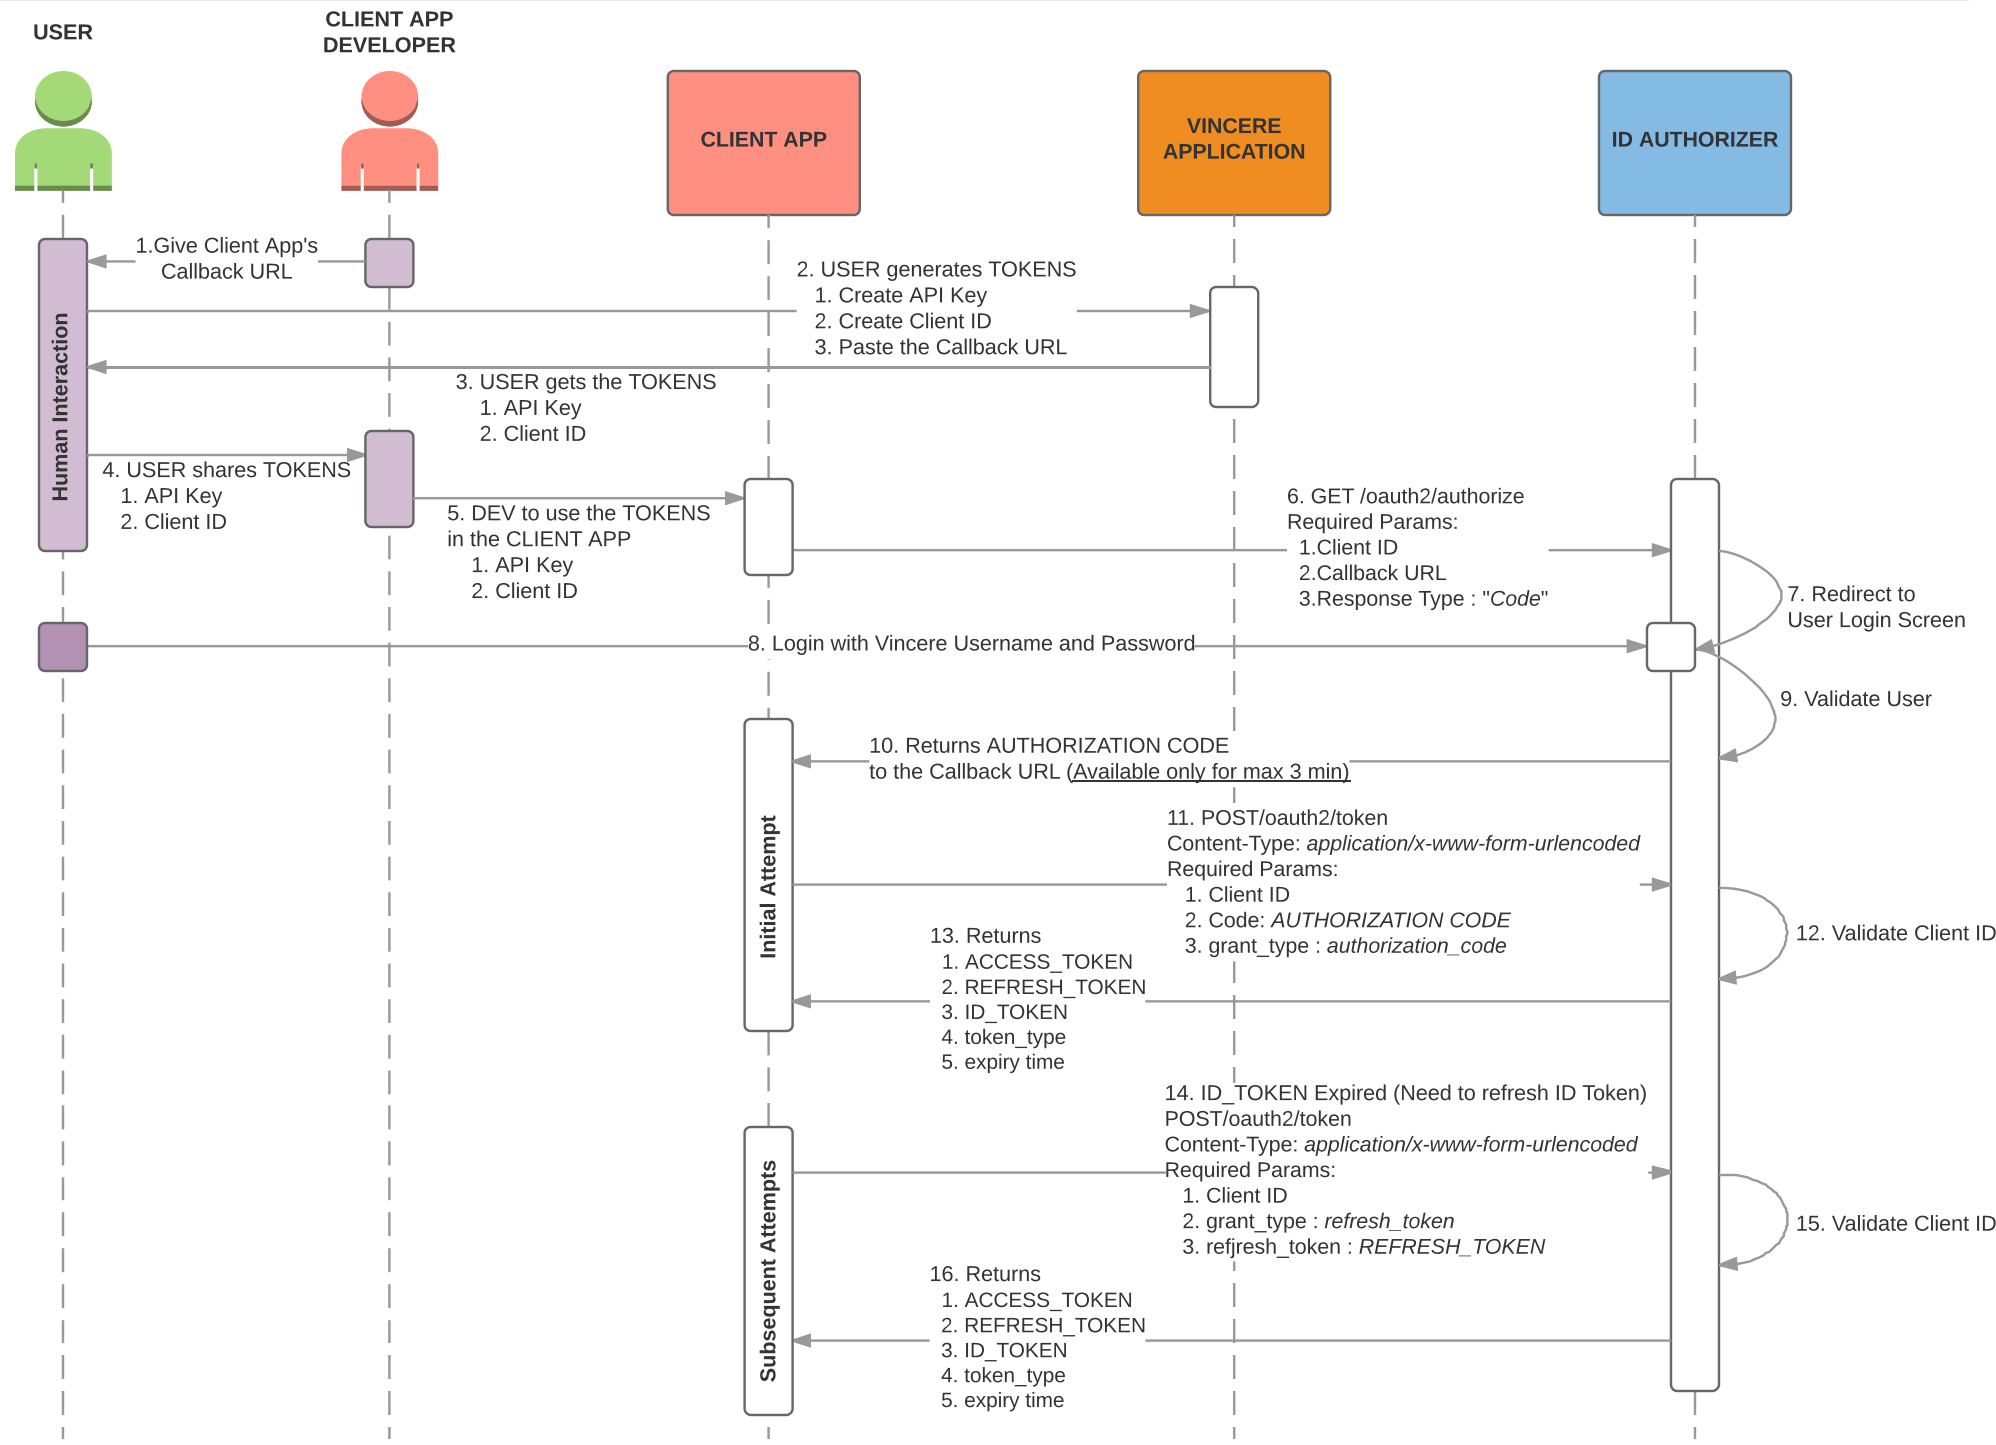 USER
CLIENT APP
DEVELOPER
CLIENT APP
VINCERE
APPLICATION
ID AUTHORIZER
1.Give Client App's
Callback URL
2. USER generates TOKENS
1. Create API Key
2. Create Client ID
3. Paste the Callback URL
Human Interaction
3. USER gets the TOKENS
1. API Key
2. Client ID
4. USER shares TOKENS
1. API Key
2. Client ID
5. DEV to use the TOKENS
in the CLIENT APP
1. API Key
2. Client ID
6. GET /oauth2/authorize
Required Params:
1.Client ID
2.Callback URL
3.Response Type : "Code"
7. Redirect to
User Login Screen
8. Login with Vincere Username and Password
9. Validate User
10. Returns AUTHORIZATION CODE
to the Callback URL (Available only for max 3 min)
Initial Attempt
11. POST/oauth2/token
Content-Type: application/x-www-form-urlencoded
Required Params:
1. Client ID
2. Code: AUTHORIZATION CODE
3. grant_type : authorization_code
12. Validate Client ID
13. Returns
1. ACCESS_TOKEN
2. REFRESH_TOKEN
3. ID_TOKEN
4. token_type
5. expiry time
14. ID_TOKEN Expired (Need to refresh ID Token)
POST/oauth2/token
Content-Type: application/x-www-form-urlencoded
Required Params:
1. Client ID
2. grant_type : refresh_token
3. refjresh_token : REFRESH_TOKEN
Subsequent Attempts
15. Validate Client ID
16. Returns
1. ACCESS_TOKEN
2. REFRESH_TOKEN
3. ID_TOKEN
4. token_type
5. expiry time